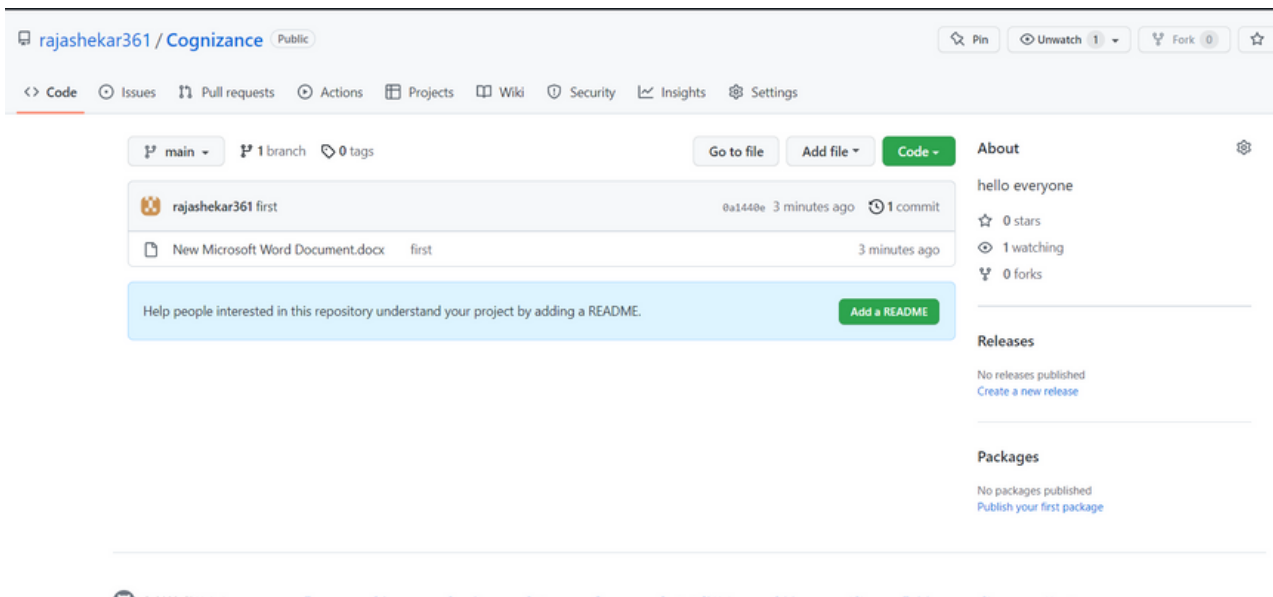 rajashekar361 / Cognizance Public
Pin Unwatch 1 Fork 0
Code Issues Pull requests Actions Projects Wiki Security Insights Settings
main 1 branch 0 tags Go to file Add file Code
rajashekar361 first 0a1440e 3 minutes ago 1 commit
New Microsoft Word Document.docx first 3 minutes ago
Help people interested in this repository understand your project by adding a README. Add a README
About
hello everyone
0 stars
1 watching
0 forks
Releases
No releases published
Create a new release
Packages
No packages published
Publish your first package